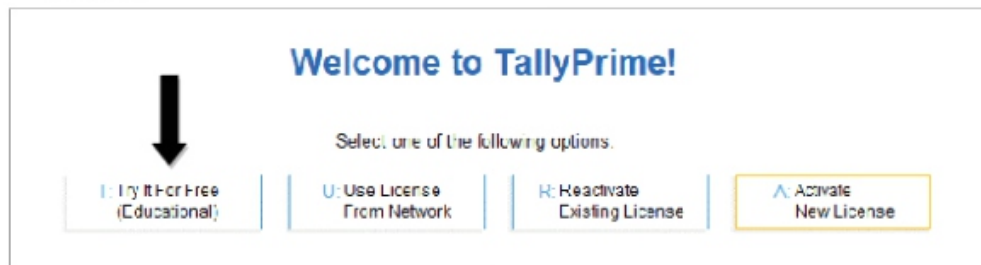 Welcome to TallyPrime!
Select one of the following options.
T: Try It For Free
(Educational)
U: Use License
From Network
R: Reactivate
Existing License
A: Activate
New License